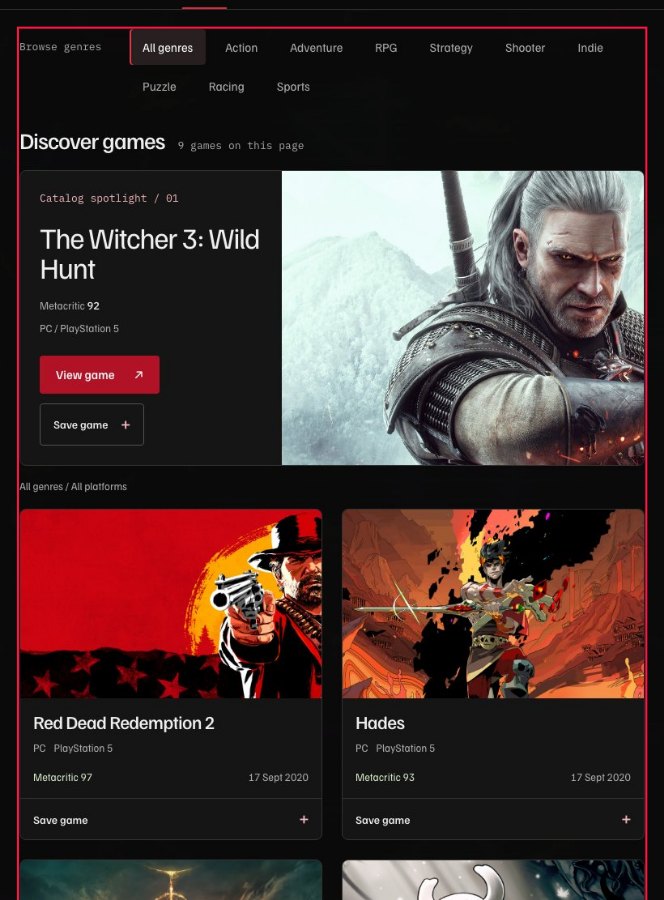 Browse genres
All genres Action Adventure RPG Strategy Shooter Indie
Puzzle Racing Sports
Discover games 9 games on this page
Catalog spotlight / 01
The Witcher 3: Wild
Hunt
Metacritic 92
PC / PlayStation 5
View game ↗
Save game +
All genres / All platforms
Red Dead Redemption 2
PC PlayStation 5
Metacritic 97 17 Sept 2020
Save game +
Hades
PC PlayStation 5
Metacritic 93 17 Sept 2020
Save game +